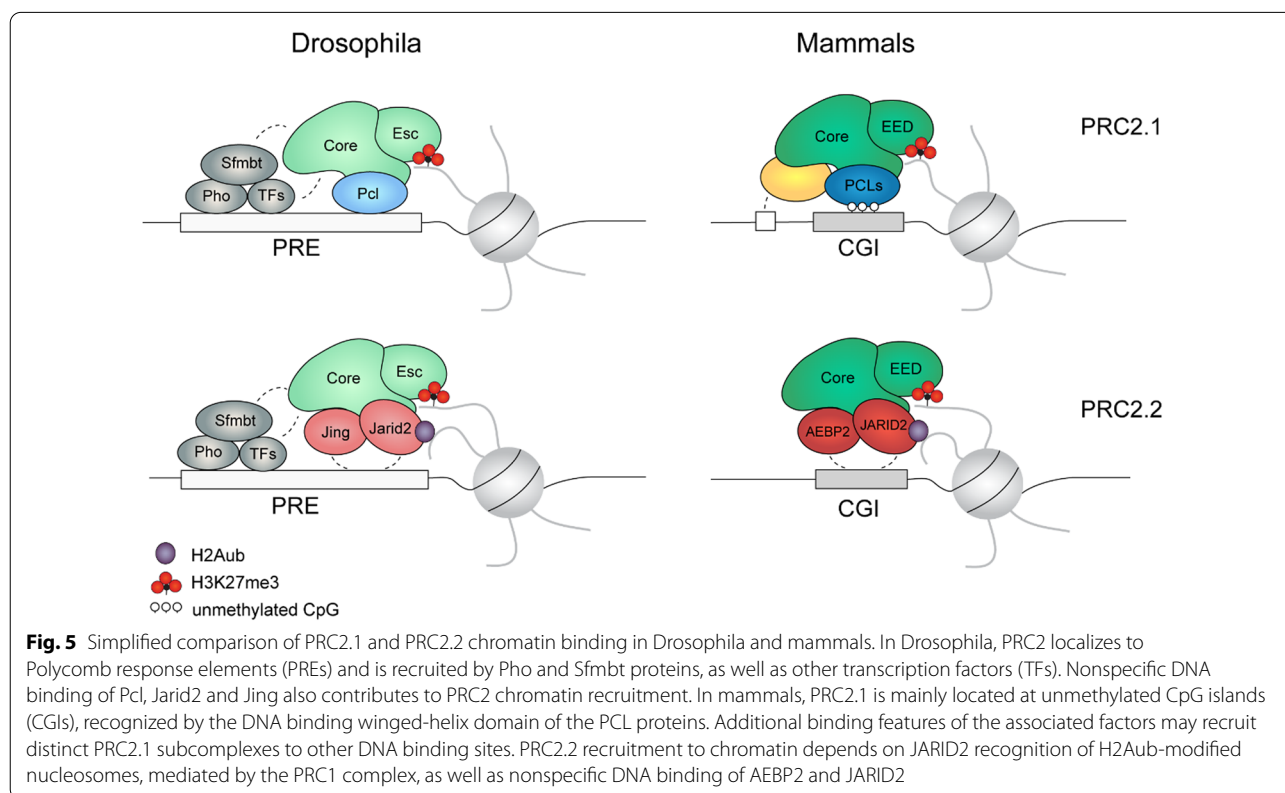 Drosophila
Mammals
PRC2.1
Core
Esc
Sfmbt
Pho
TFs
Pcl
PRE
Core
EED
PCLs
CGI
PRC2.2
Core
Esc
Sfmbt
Pho
TFs
Jing
Jarid2
PRE
Core
EED
AEBP2
JARID2
CGI
H2Aub
H3K27me3
unmethylated CpG
Fig. 5 Simplified comparison of PRC2.1 and PRC2.2 chromatin binding in Drosophila and mammals. In Drosophila, PRC2 localizes to
Polycomb response elements (PREs) and is recruited by Pho and Sfmbt proteins, as well as other transcription factors (TFs). Nonspecific DNA
binding of Pcl, Jarid2 and Jing also contributes to PRC2 chromatin recruitment. In mammals, PRC2.1 is mainly located at unmethylated CpG islands
(CGIs), recognized by the DNA binding winged-helix domain of the PCL proteins. Additional binding features of the associated factors may recruit
distinct PRC2.1 subcomplexes to other DNA binding sites. PRC2.2 recruitment to chromatin depends on JARID2 recognition of H2Aub-modified
nucleosomes, mediated by the PRC1 complex, as well as nonspecific DNA binding of AEBP2 and JARID2